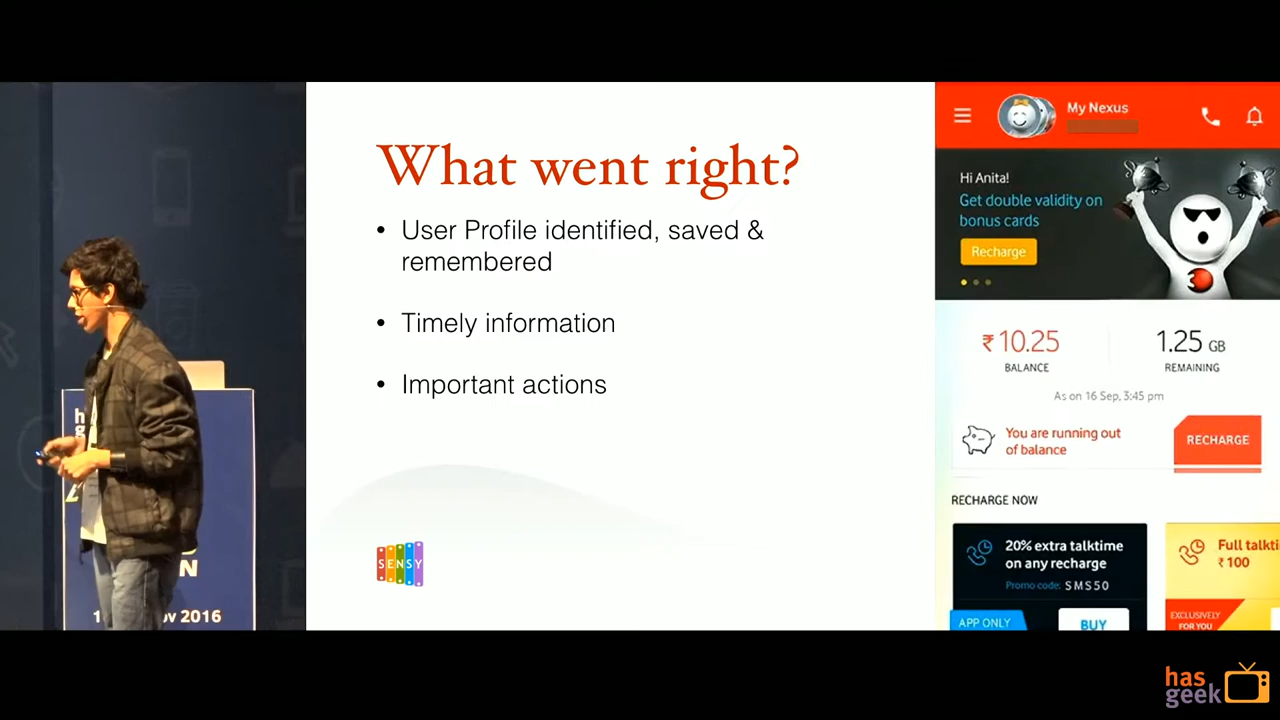 What went right?
• User Profile identified, saved &
remembered
• Timely information
• Important actions
SENSY
My Nexus
Hi Anita!
Get double validity on
bonus cards
Recharge
₹10.25
BALANCE
1.25 GB
REMAINING
As on 16 Sep, 3:45 pm
You are running out
of balance
RECHARGE
RECHARGE NOW
20% extra talktime
on any recharge
Promo code: SMS50
APP ONLY
BUY
Full talkti
₹100
EXCLUSIVELY
FOR YOU
2016
has
geek